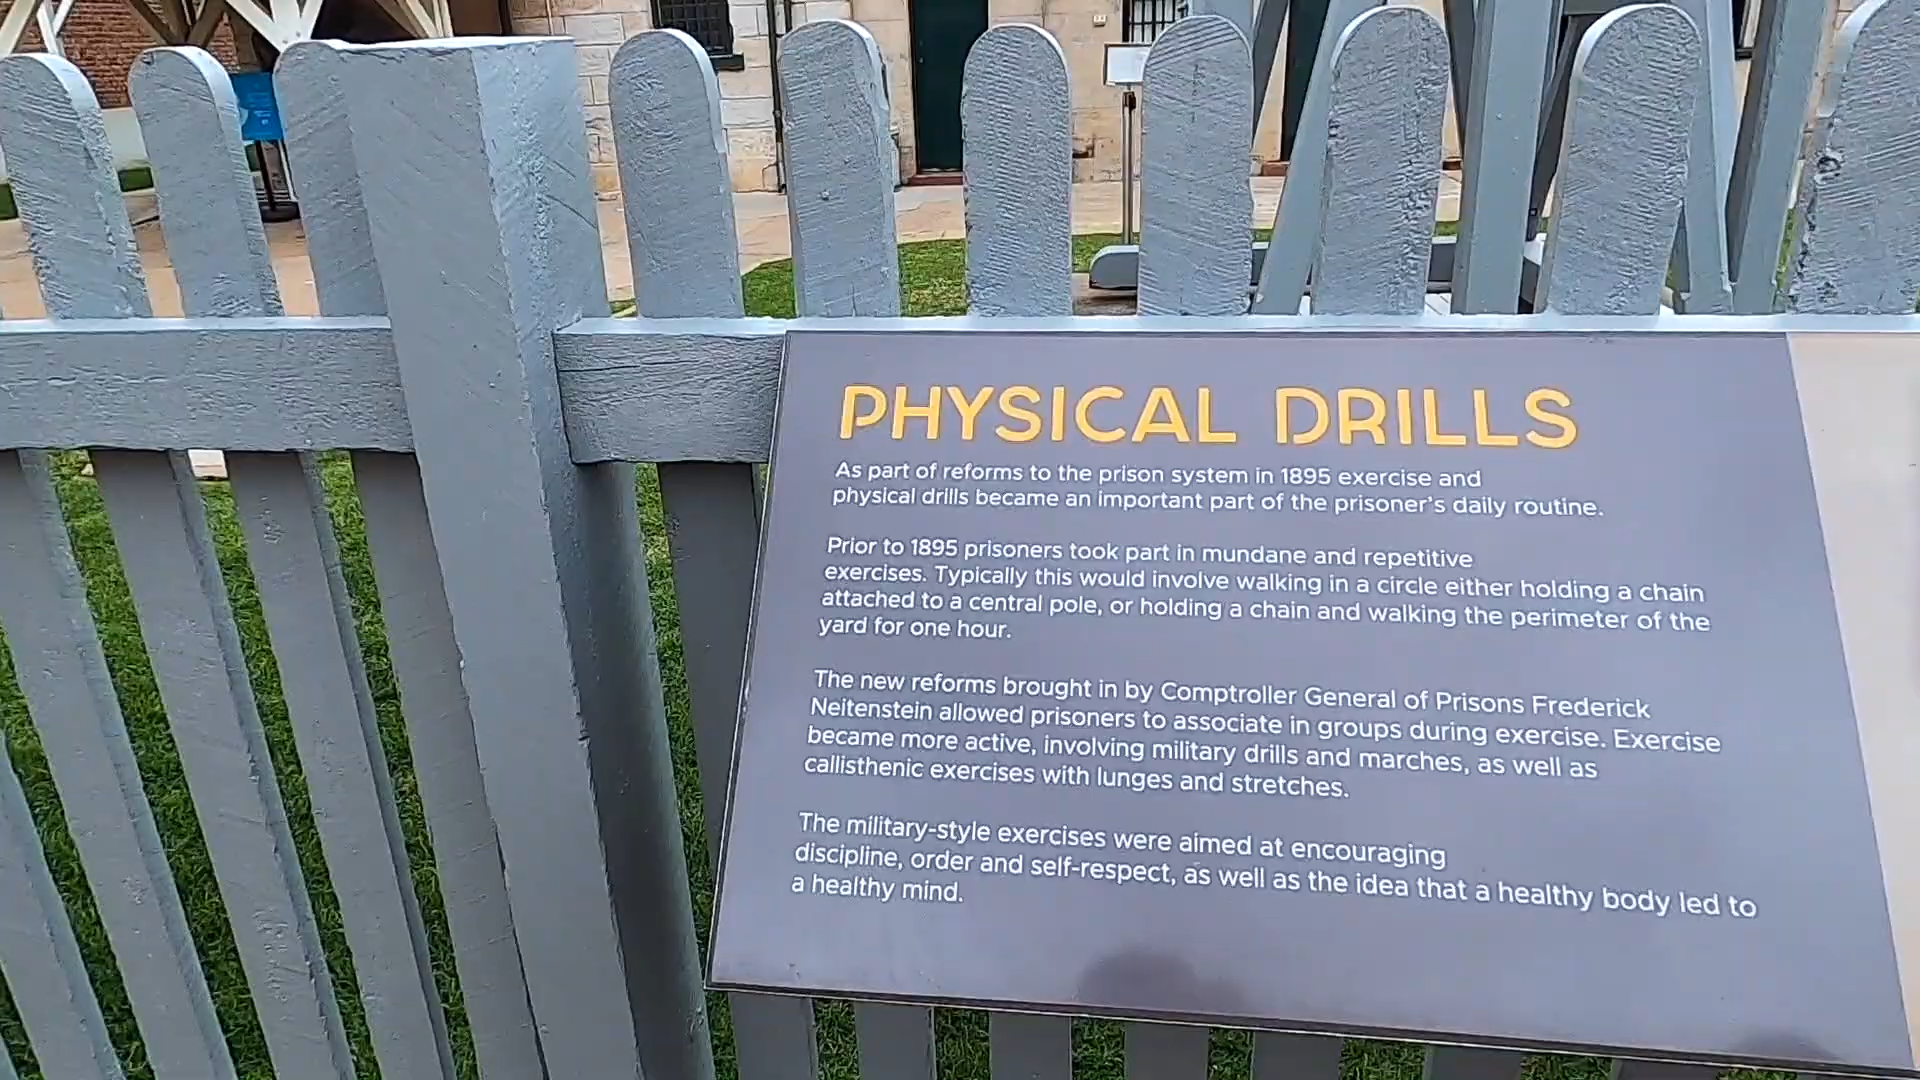 PHYSICAL DRILLS
As part of reforms to the prison system in 1895 exercise and
physical drills became an important part of the prisoner's daily routine.
Prior to 1895 prisoners took part in mundane and repetitive
exercises. Typically this would involve walking in a circle either holding a chain
attached to a central pole, or holding a chain and walking the perimeter of the
yard for one hour.
The new reforms brought in by Comptroller General of Prisons Frederick
Neitenstein allowed prisoners to associate in groups during exercise. Exercise
became more active, involving military drills and marches, as well as
callisthenic exercises with lunges and stretches.
The military-style exercises were aimed at encouraging
discipline, order and self-respect, as well as the idea that a healthy body led to
a healthy mind.